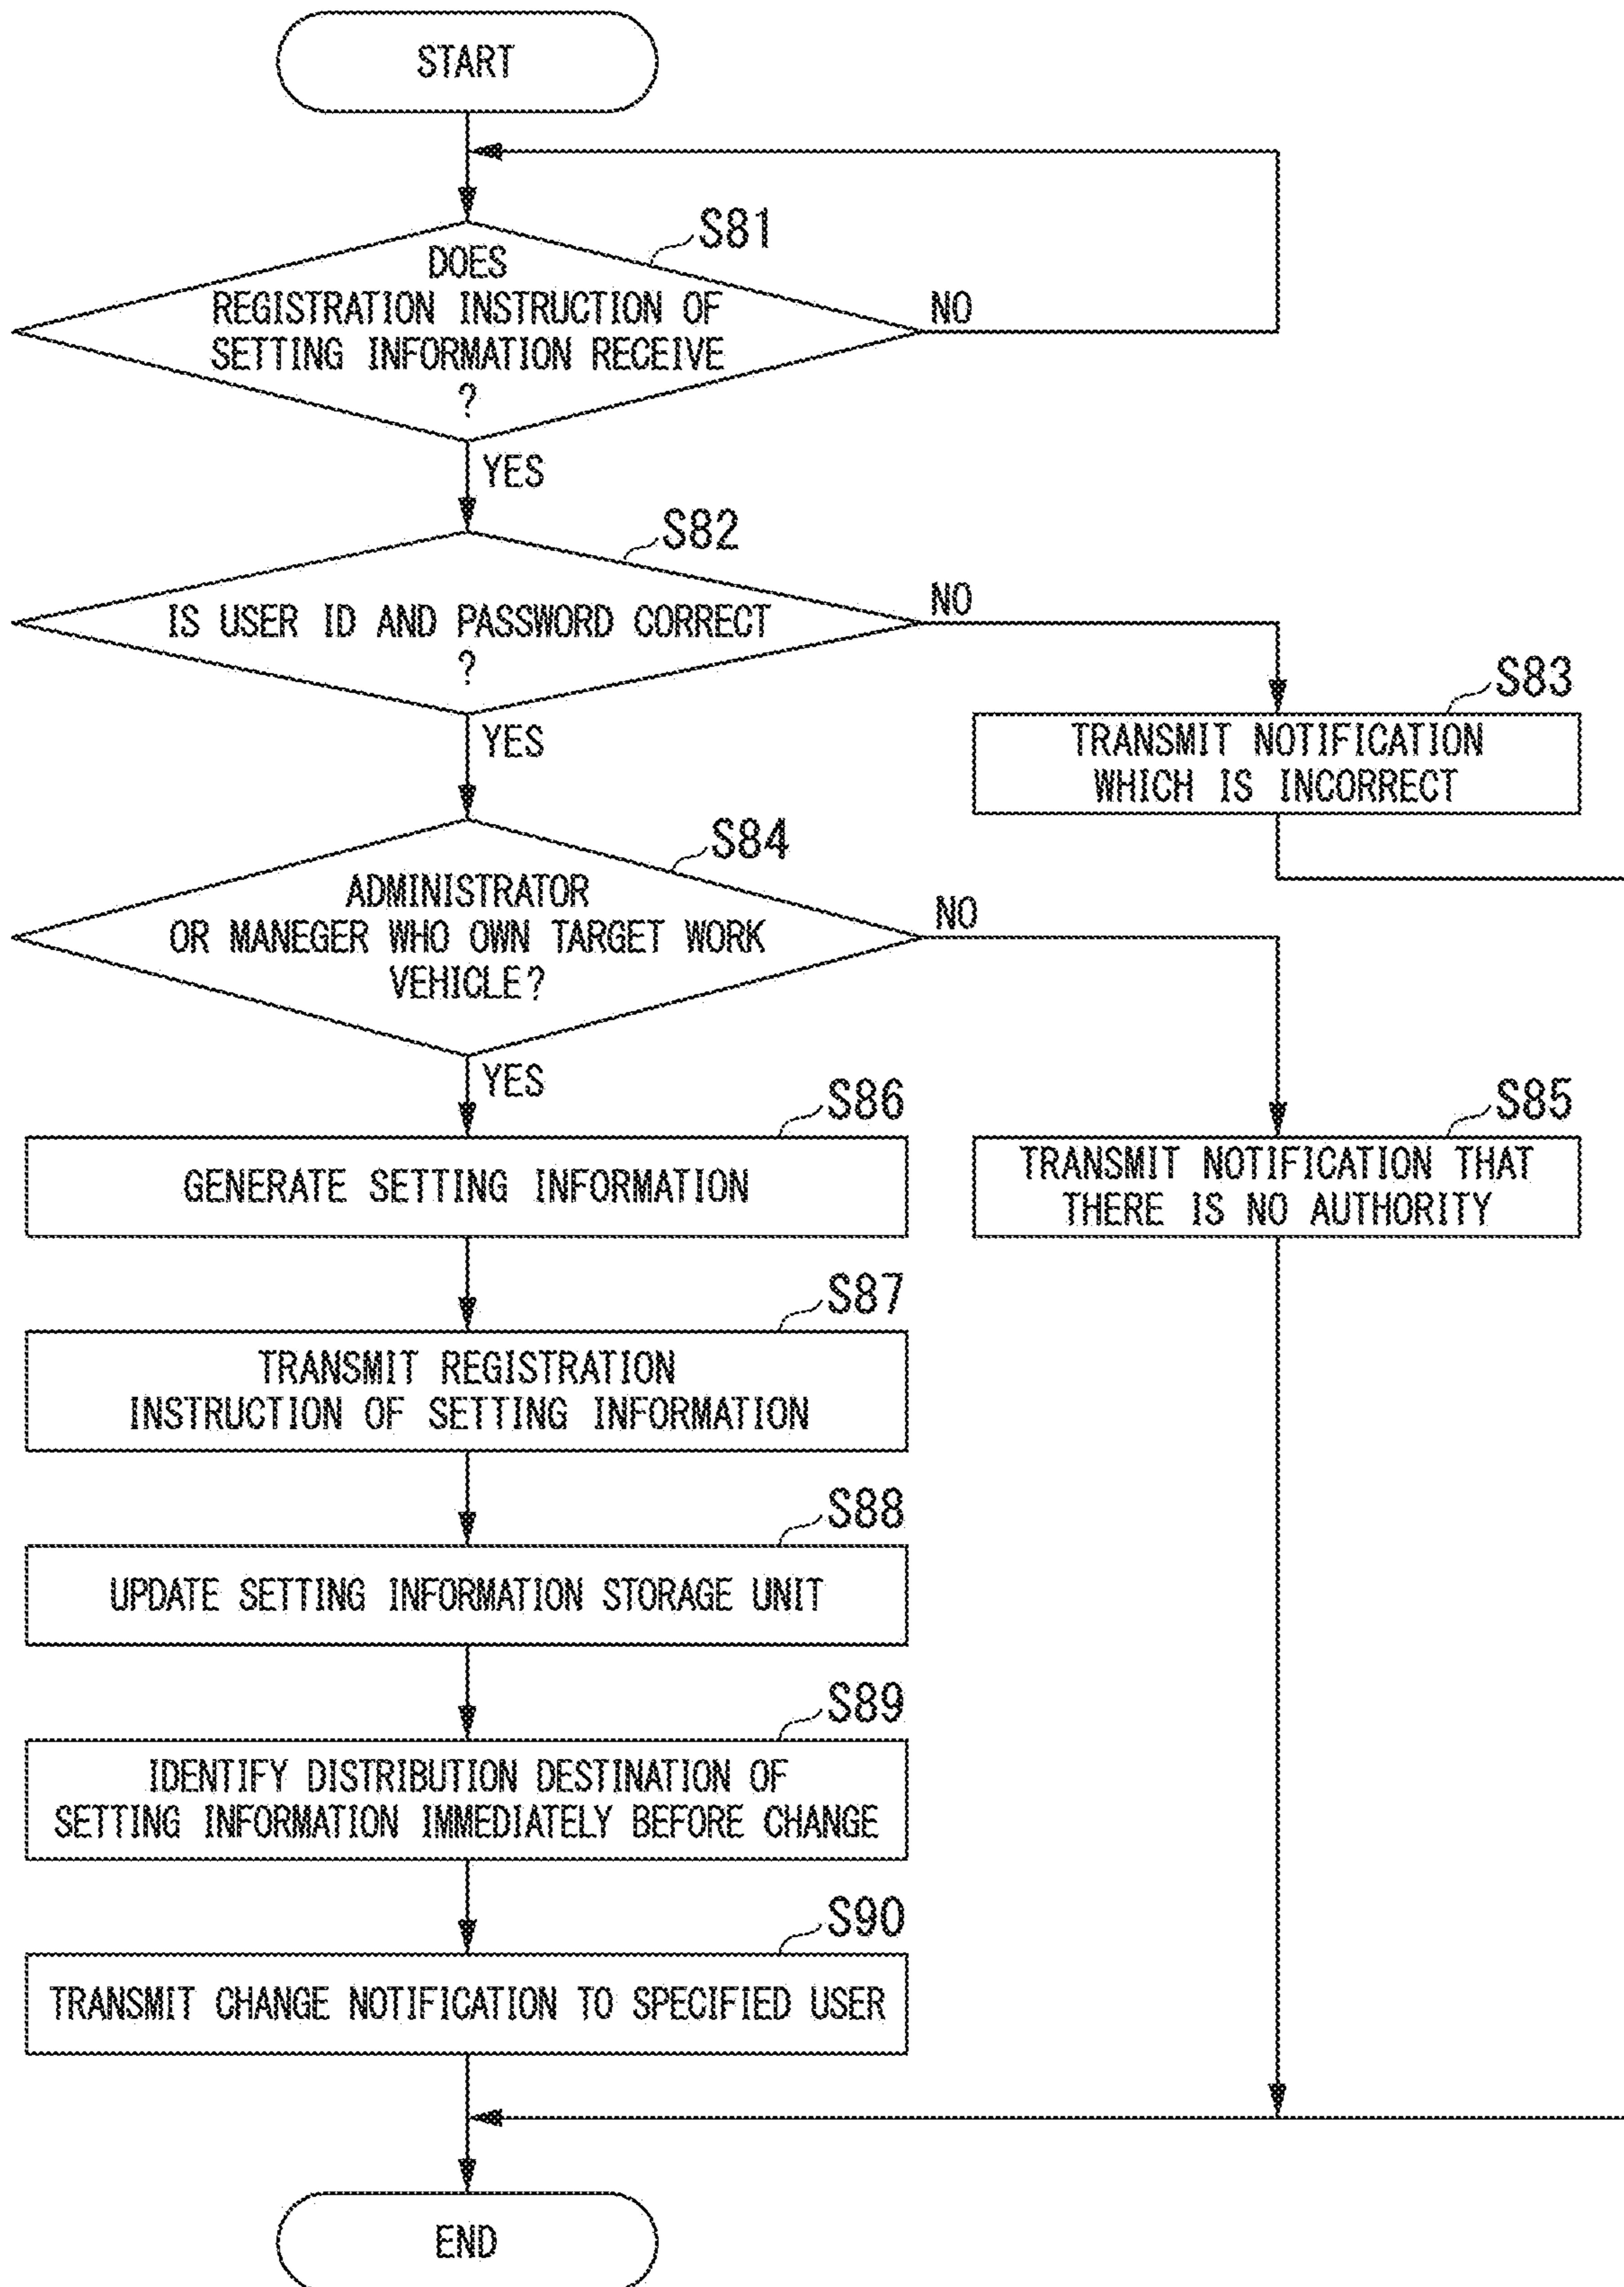 START
S81
DOES
REGISTRATION INSTRUCTION OF
SETTING INFORMATION RECEIVE
?
NO
YES
S82
IS USER ID AND PASSWORD CORRECT
?
NO
YES
S83
TRANSMIT NOTIFICATION
WHICH IS INCORRECT
S84
ADMINISTRATOR
OR MANEGER WHO OWN TARGET WORK
VEHICLE?
NO
YES
S85
TRANSMIT NOTIFICATION THAT
THERE IS NO AUTHORITY
S86
GENERATE SETTING INFORMATION
S87
TRANSMIT REGISTRATION
INSTRUCTION OF SETTING INFORMATION
S88
UPDATE SETTING INFORMATION STORAGE UNIT
S89
IDENTIFY DISTRIBUTION DESTINATION OF
SETTING INFORMATION IMMEDIATELY BEFORE CHANGE
S90
TRANSMIT CHANGE NOTIFICATION TO SPECIFIED USER
END